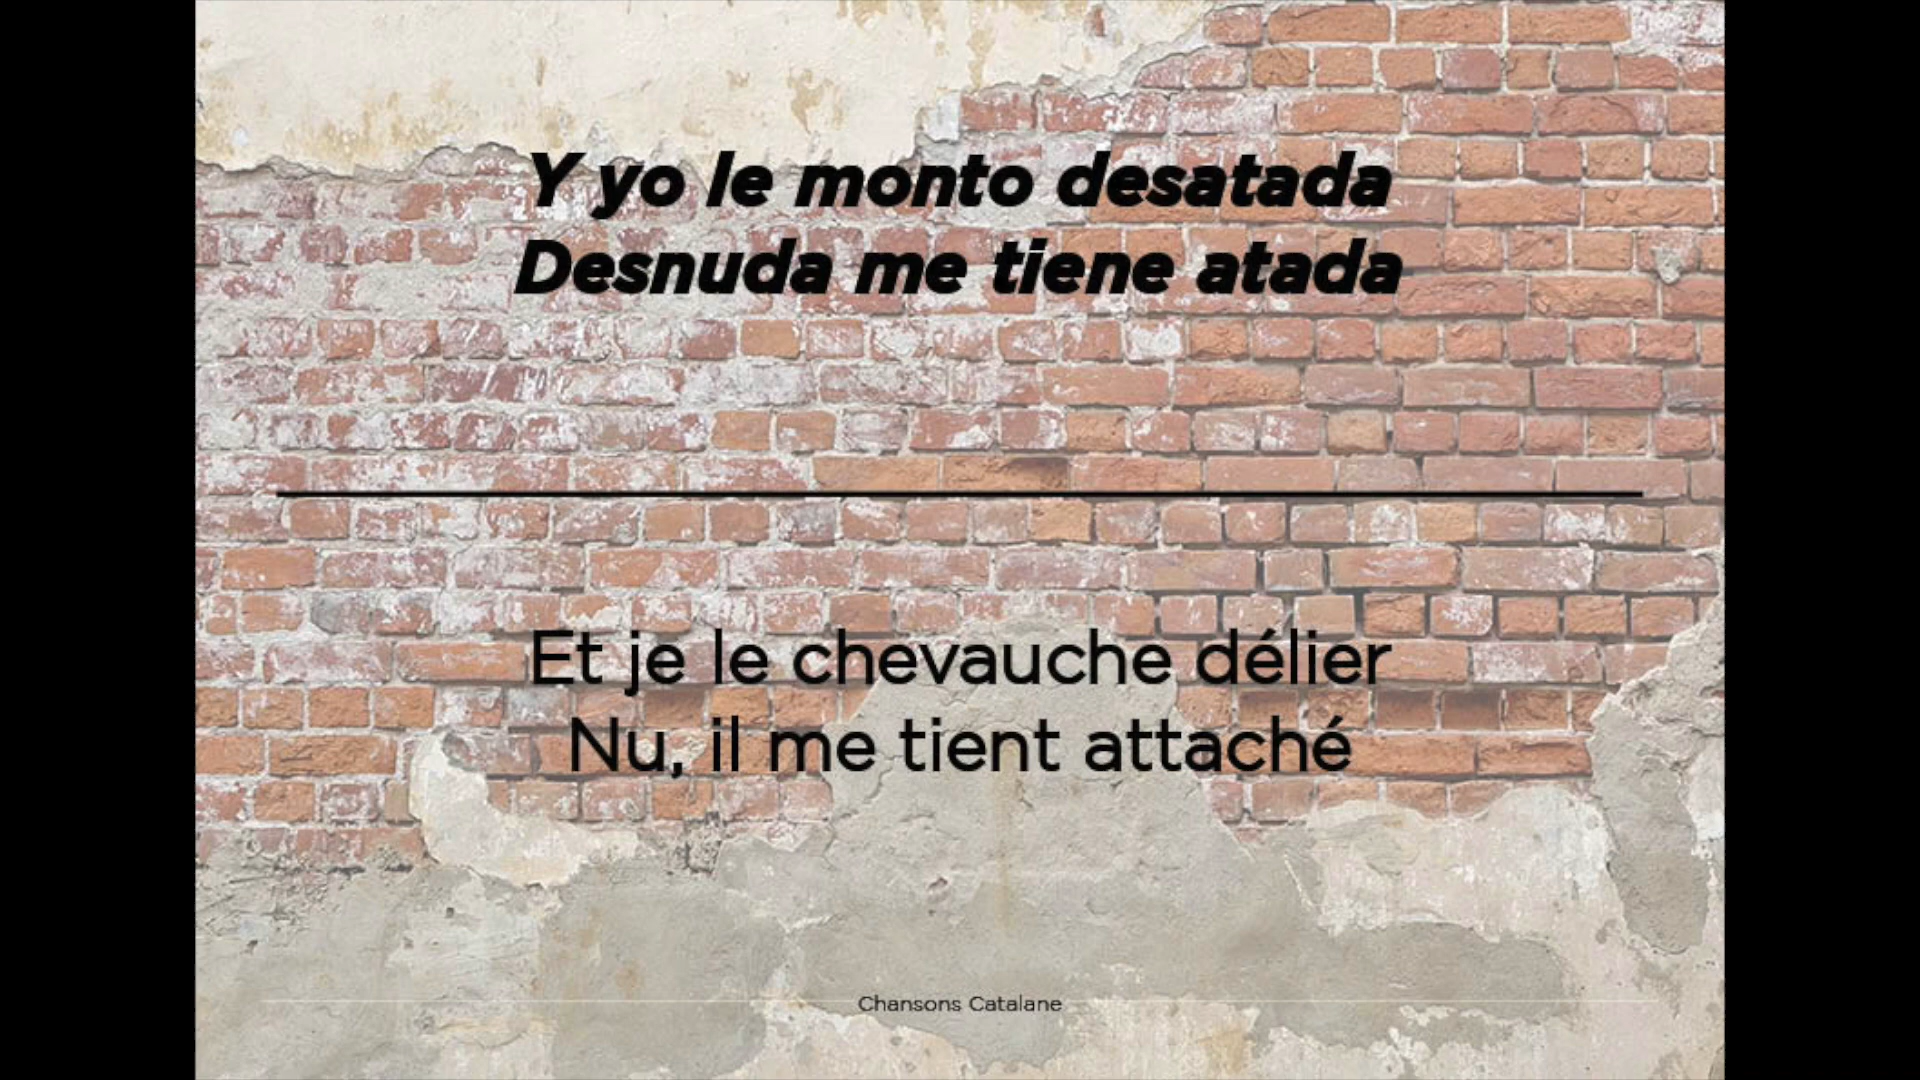 Y yo le monto desatada
Desnuda me tiene atada
Et je le chevauche délier
Nu, il me tient attaché
Chansons Catalane